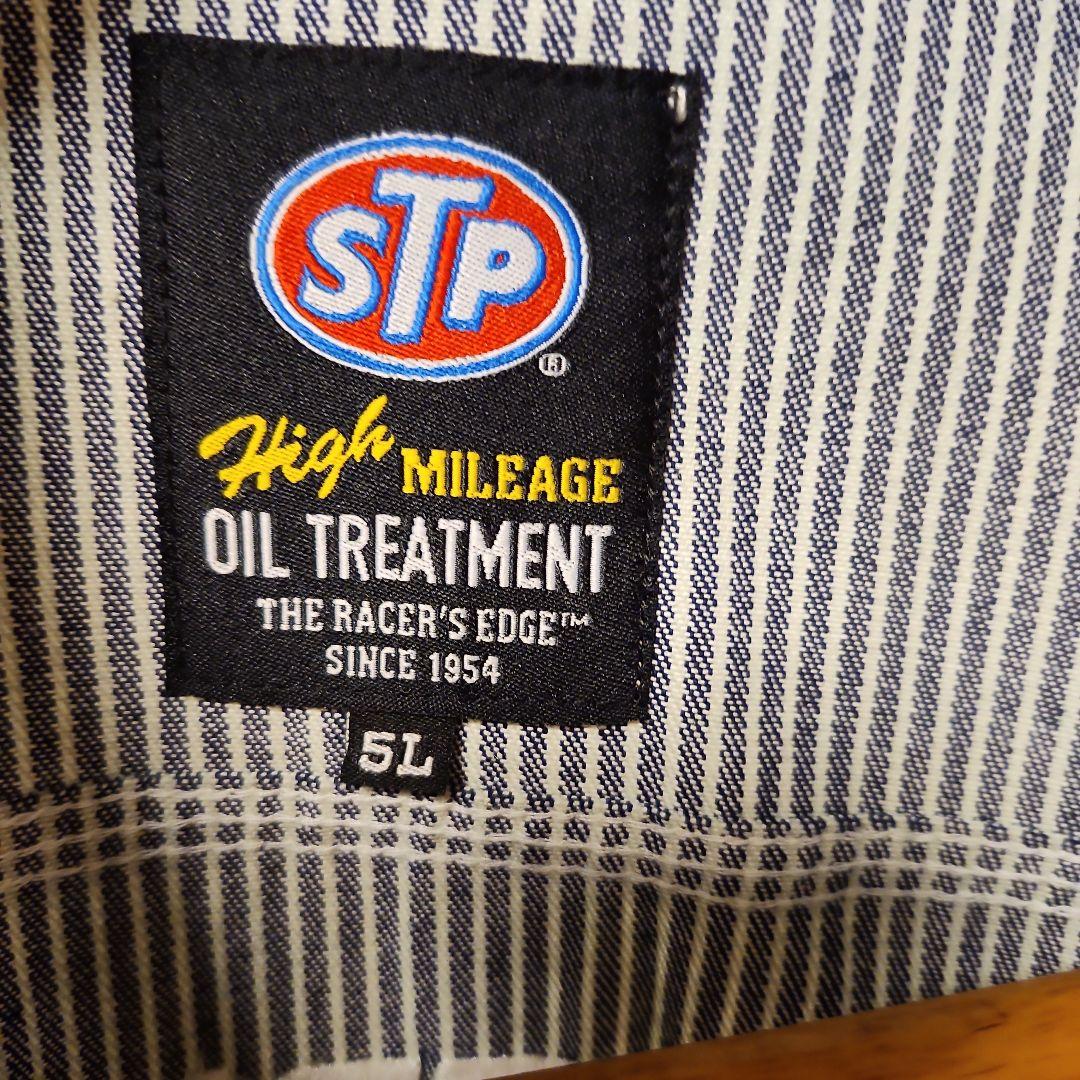 STP
®
High MILEAGE
OIL TREATMENT
THE RACER'S EDGE™
SINCE 1954
5L